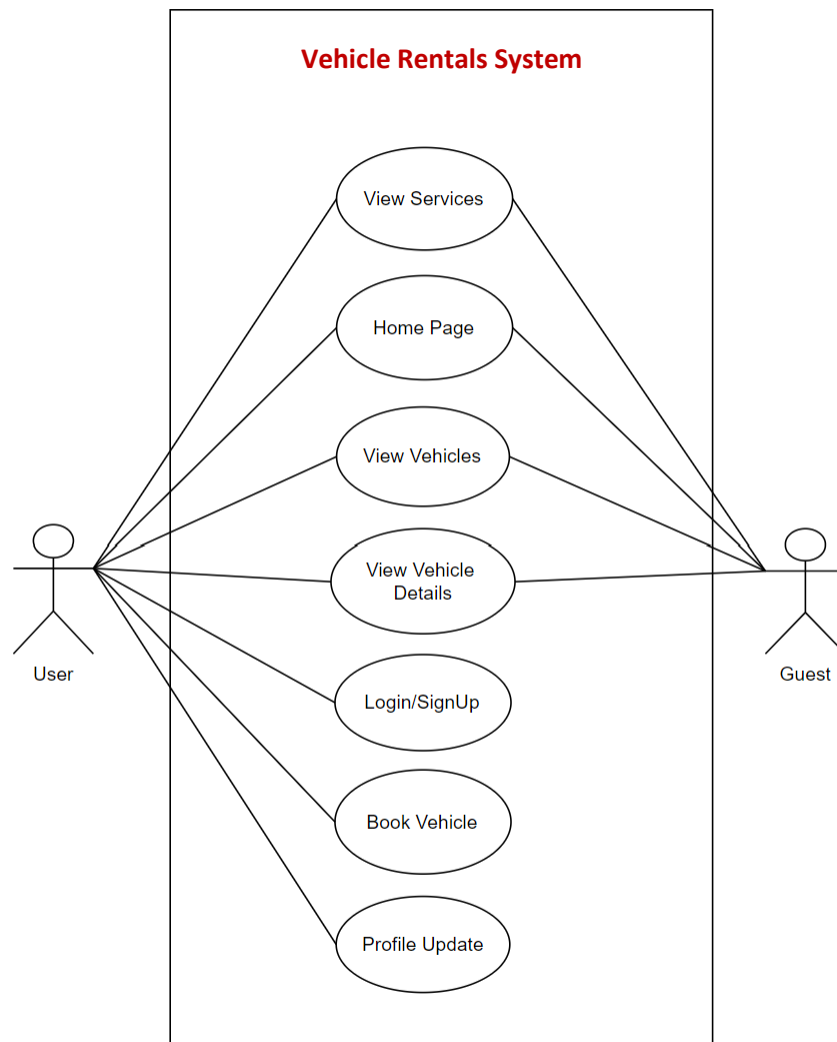 Vehicle Rentals System
View Services
Home Page
View Vehicles
View Vehicle
Details
User
Guest
Login/SignUp
Book Vehicle
Profile Update